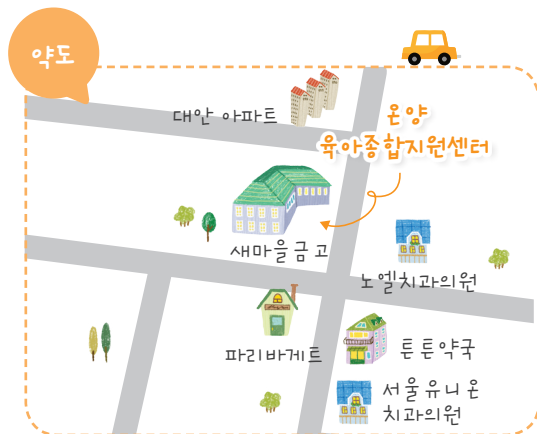 약도
대안 아파트
온양
육아종합지원센터
새마을금고
노엘치과의원
파리바게트
튼튼약국
서울유니온
치과의원